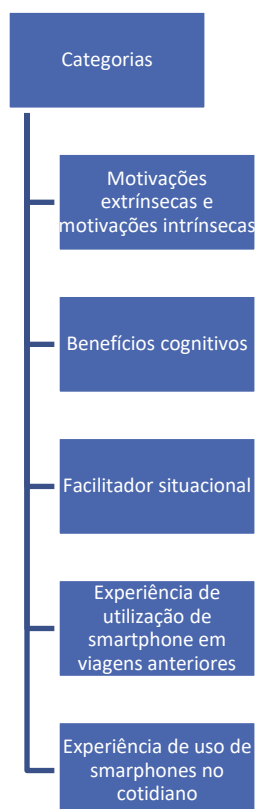 Categorias
Motivações
extrínsecas e
motivações intrínsecas
Benefícios cognitivos
Facilitador situacional
Experiência de
utilização de
smartphone em
viagens anteriores
Experiência de uso de
smarphones no
cotidiano